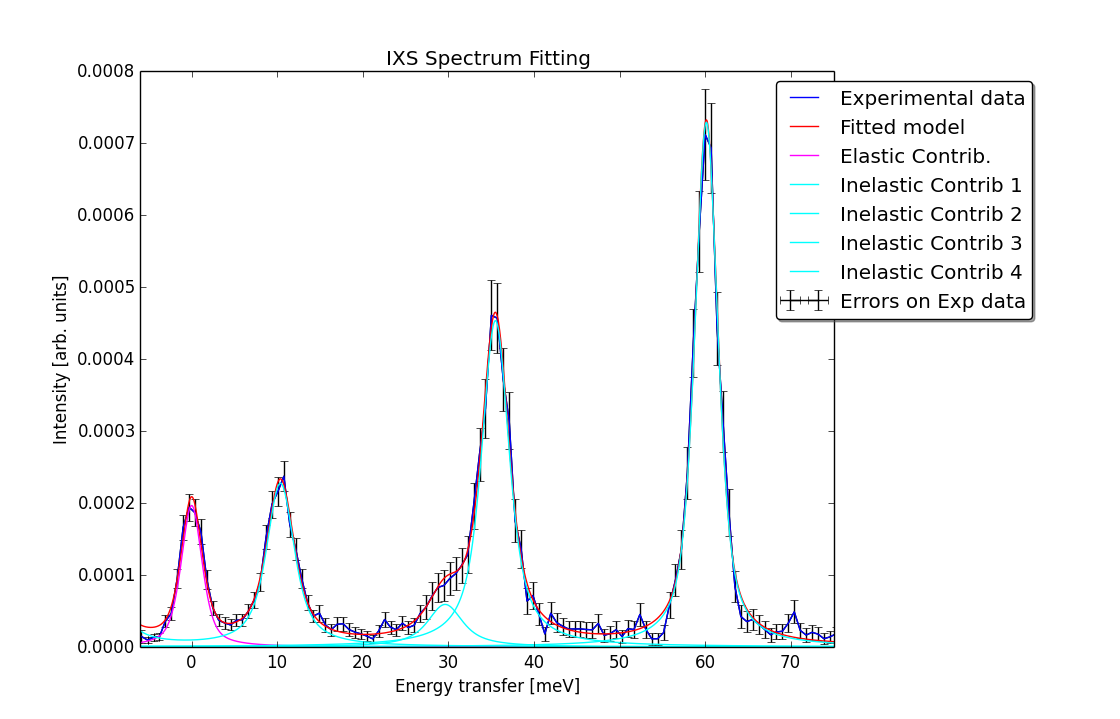 IXS Spectrum Fitting
0.0008
0.0007
0.0006
0.0005
0.0004
0.0003
0.0002
0.0001
0.0000
Intensity [arb. units]
0 10 20 30 40 50 60 70
Energy transfer [meV]
Experimental data
Fitted model
Elastic Contrib.
Inelastic Contrib 1
Inelastic Contrib 2
Inelastic Contrib 3
Inelastic Contrib 4
Errors on Exp data